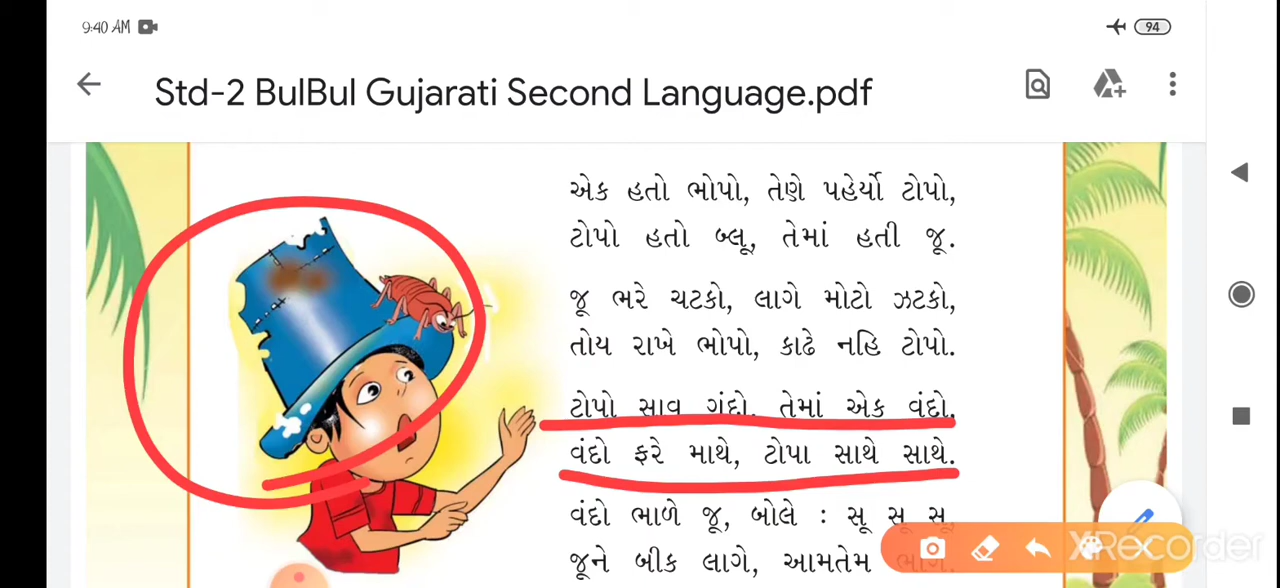 9:40 AM
94
Std-2 BulBul Gujarati Second Language.pdf
એક હતો ભોપો, તેણે પહેર્યો ટોપો,
ટોપો હતો બ્લૂ, તેમાં હતી જૂ.
જૂ ભરે ચટકો, લાગે મોટો ઝટકો,
તોય રાખે ભોપો, કાઢે નહિ ટોપો.
ટોપો સાવ ગંદો, તેમાં એક વંદો,
વંદો ફરે માથે, ટોપા સાથે સાથે.
વંદો ભાળે જૂ, બોલે : સૂ સૂ સૂ
જૂને બીક લાગે, આમતેમ ભાગે.
XRecorder